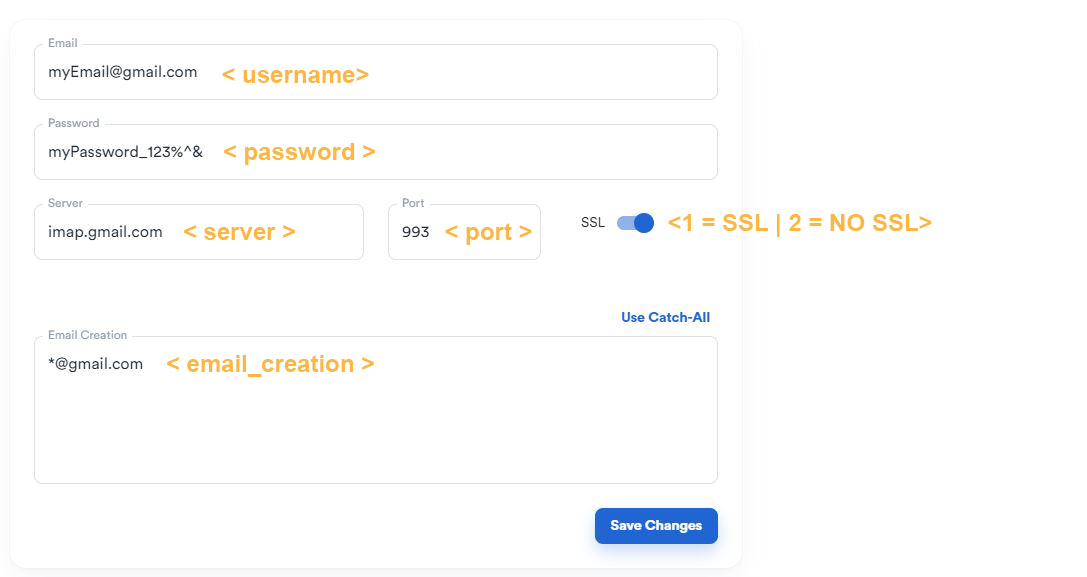 Email
myEmail@gmail.com < username>
Password
myPassword_123%^& < password >
Server
imap.gmail.com < server >
Port
993 < port >
SSL <1 = SSL | 2 = NO SSL>
Use Catch-All
Email Creation
*@gmail.com < email_creation >
Save Changes